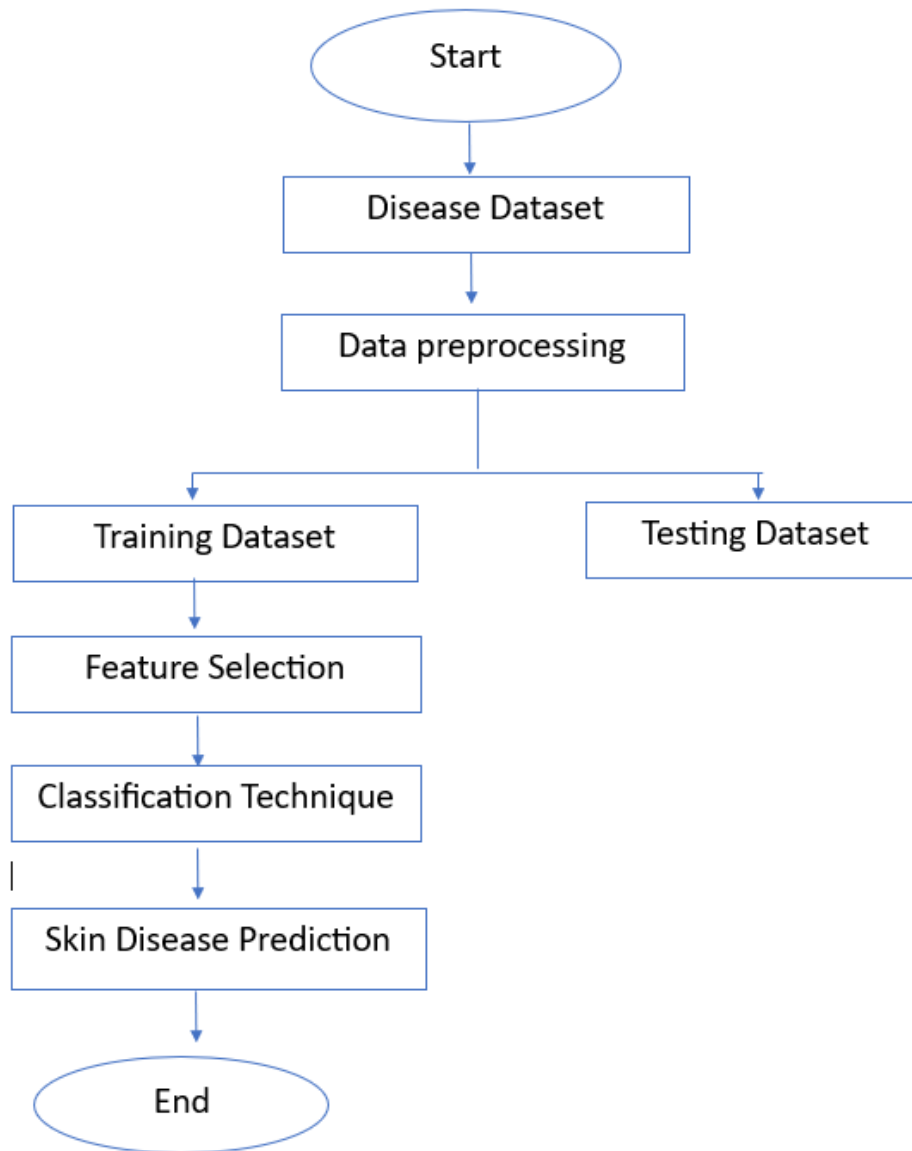 Start
Disease Dataset
Data preprocessing
Training Dataset
Testing Dataset
Feature Selection
Classification Technique
Skin Disease Prediction
End